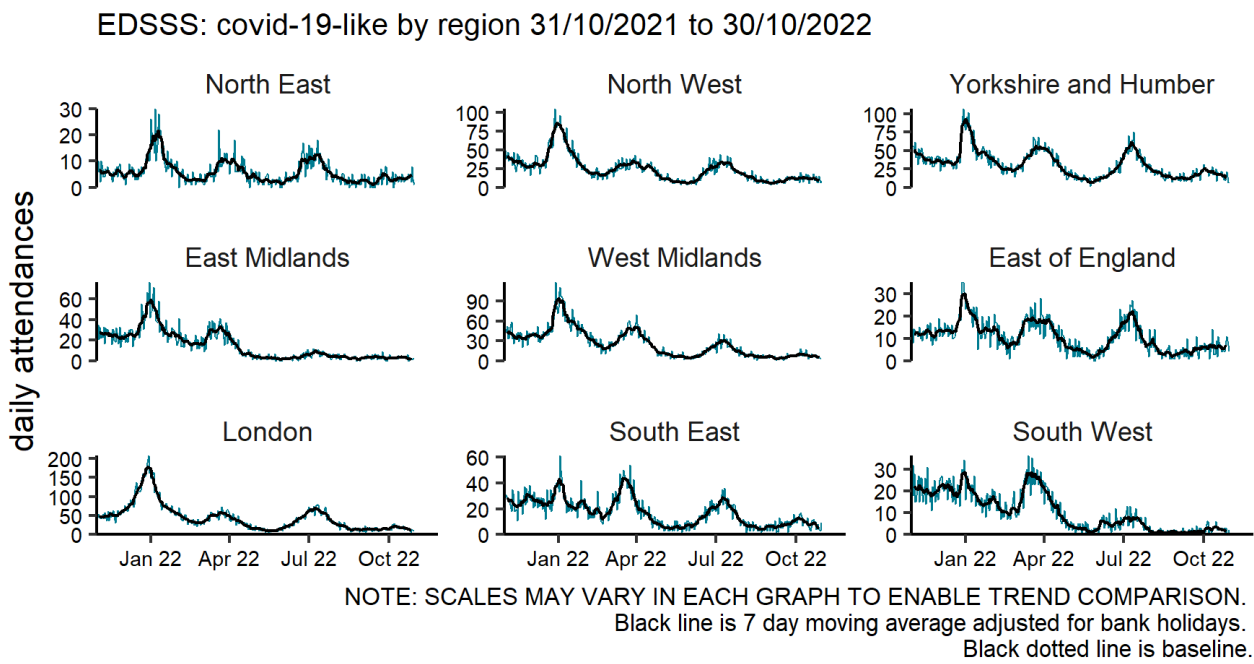 EDSSS: covid-19-like by region 31/10/2021 to 30/10/2022
North East
North West
Yorkshire and Humber
30
20
10
0
100
75
50
25
0
100
75
50
25
0
daily attendances
East Midlands
West Midlands
East of England
60
40
20
0
90
60
30
0
30
20
10
0
London
South East
South West
200
150
100
50
0
60
40
20
0
30
20
10
0
Jan 22 Apr 22 Jul 22 Oct 22
Jan 22 Apr 22 Jul 22 Oct 22
Jan 22 Apr 22 Jul 22 Oct 22
NOTE: SCALES MAY VARY IN EACH GRAPH TO ENABLE TREND COMPARISON.
Black line is 7 day moving average adjusted for bank holidays.
Black dotted line is baseline.